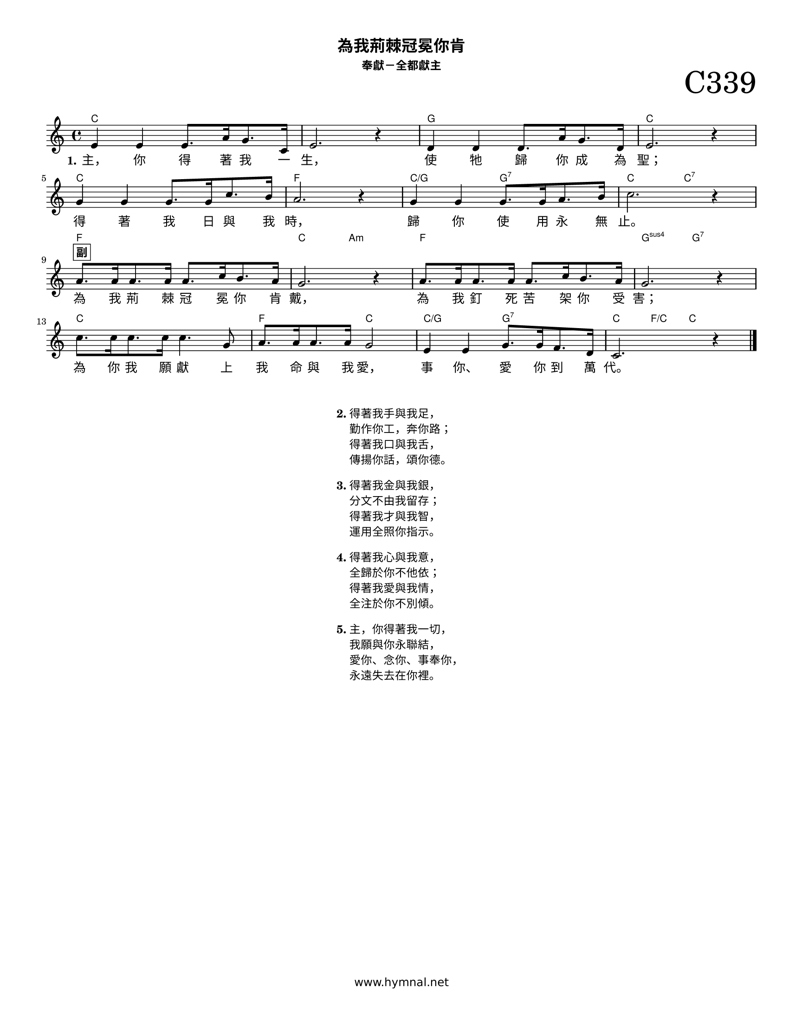 為我荊棘冠冕你肯
奉獻－全都獻主
C339
C G C
1. 主， 你 得 著 我 一 生， 使 牠 歸 你 成 為 聖；
5 C F C/G G7 C C7
得 著 我 日 與 我 時， 歸 你 使 用 永 無 止。
F C Am F Gsus4 G7
副
9
為 我 荊 棘 冠 冕 你 肯 戴， 為 我 釘 死 苦 架 你 受 害；
13 C F C C/G G7 C F/C C
為 你 我 願 獻 上 我 命 與 我 愛， 事 你、 愛 你 到 萬 代。
2. 得著我手與我足，
勤作你工，奔你路；
得著我口與我舌，
傳揚你話，頌你德。
3. 得著我金與我銀，
分文不由我留存；
得著我才與我智，
運用全照你指示。
4. 得著我心與我意，
全歸於你不他依；
得著我愛與我情，
全注於你不別傾。
5. 主，你得著我一切，
我願與你永聯結，
愛你、念你、事奉你，
永遠失去在你裡。
www.hymnal.net